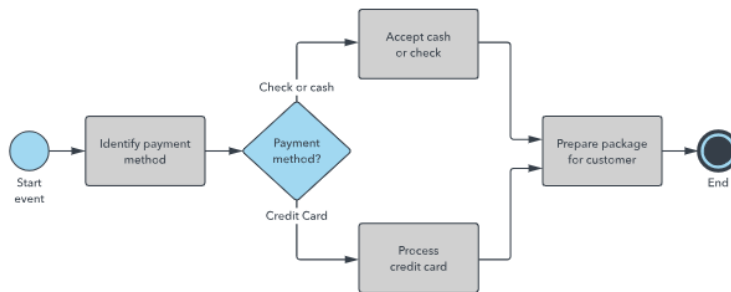 Accept cash
or check
Check or cash
Start
event
Identify payment
method
Payment
method?
Prepare package
for customer
End
Credit Card
Process
credit card